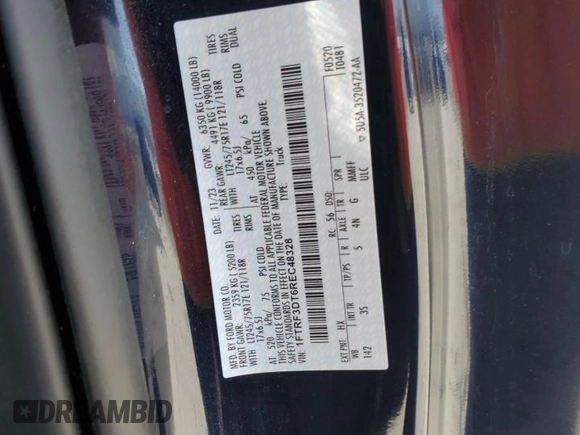 MFD. BY FORD MOTOR CO.
DATE: 11/23 GVWR: 6350 KG (14000 LB)
FRONT GAWR: 2359 KG (5200 LB) REAR GAWR: 4491 KG (9900 LB)
WITH LT245/75R17E 121/118R TIRES WITH LT245/75R17E 121/118R TIRES
17x6.5J RIMS 17x6.5J RIMS
AT 520 kPa/ 75 PSI COLD AT 450 kPa/ 65 PSI COLD DUAL
THIS VEHICLE CONFORMS TO ALL APPLICABLE FEDERAL MOTOR VEHICLE
SAFETY STANDARDS IN EFFECT ON THE DATE OF MANUFACTURE SHOWN ABOVE.
VIN: 1FTRF3DT6REC48328 TYPE: Truck
F0520
10481
EXT PNT: HX RC: 56 DSO:
WB INT TR TP/PS R AXLE TR SPR
142 35 5 4N G MMFF
ULC
5U5A-3520472-AA
DREAMBID